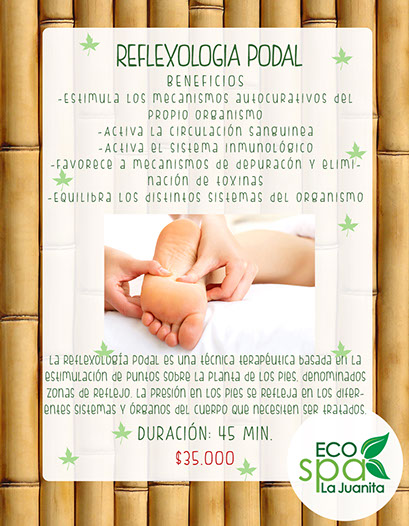 REFLEXOLOGIA PODAL
BENEFICIOS
-Estimula los mecanismos autocurativos del
propio organismo
-Activa la circulación sanguinea
-Activa el sistema inmunológico
-Favorece a mecanismos de depuracón y elimi-
nación de toxinas
-Equilibra los distintos sistemas del organismo
La reflexología podal es una técnica terapéutica basada en la
estimulación de puntos sobre la planta de los pies, denominados
zonas de reflejo. La presión en los pies se refleja en los difer-
entes sistemas y órganos del cuerpo que necesiten ser tratados.
DURACIÓN: 45 MIN.
$35.000
ECO
spa
La Juanita